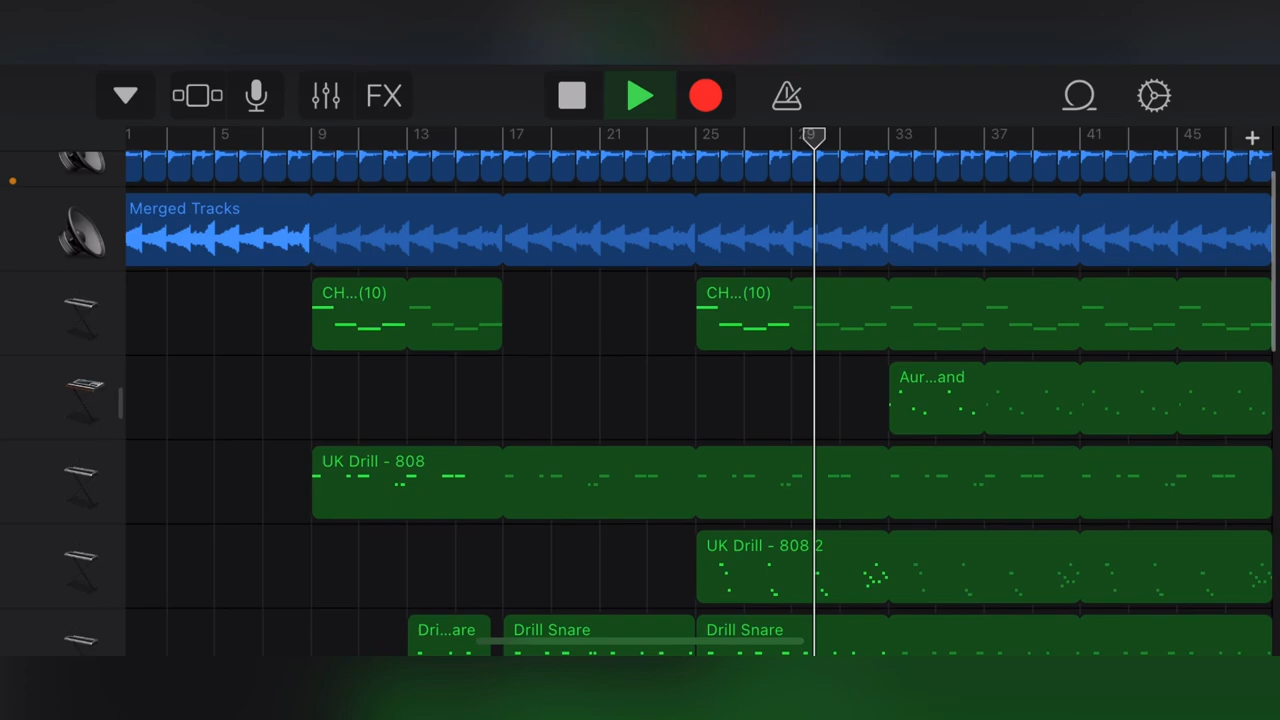 FX
1 5 9 13 17 21 25 29 33 37 41 45
Merged Tracks
CH...(10) CH...(10)
Aur...and
UK Drill - 808
UK Drill - 808 2
Dri...are Drill Snare Drill Snare